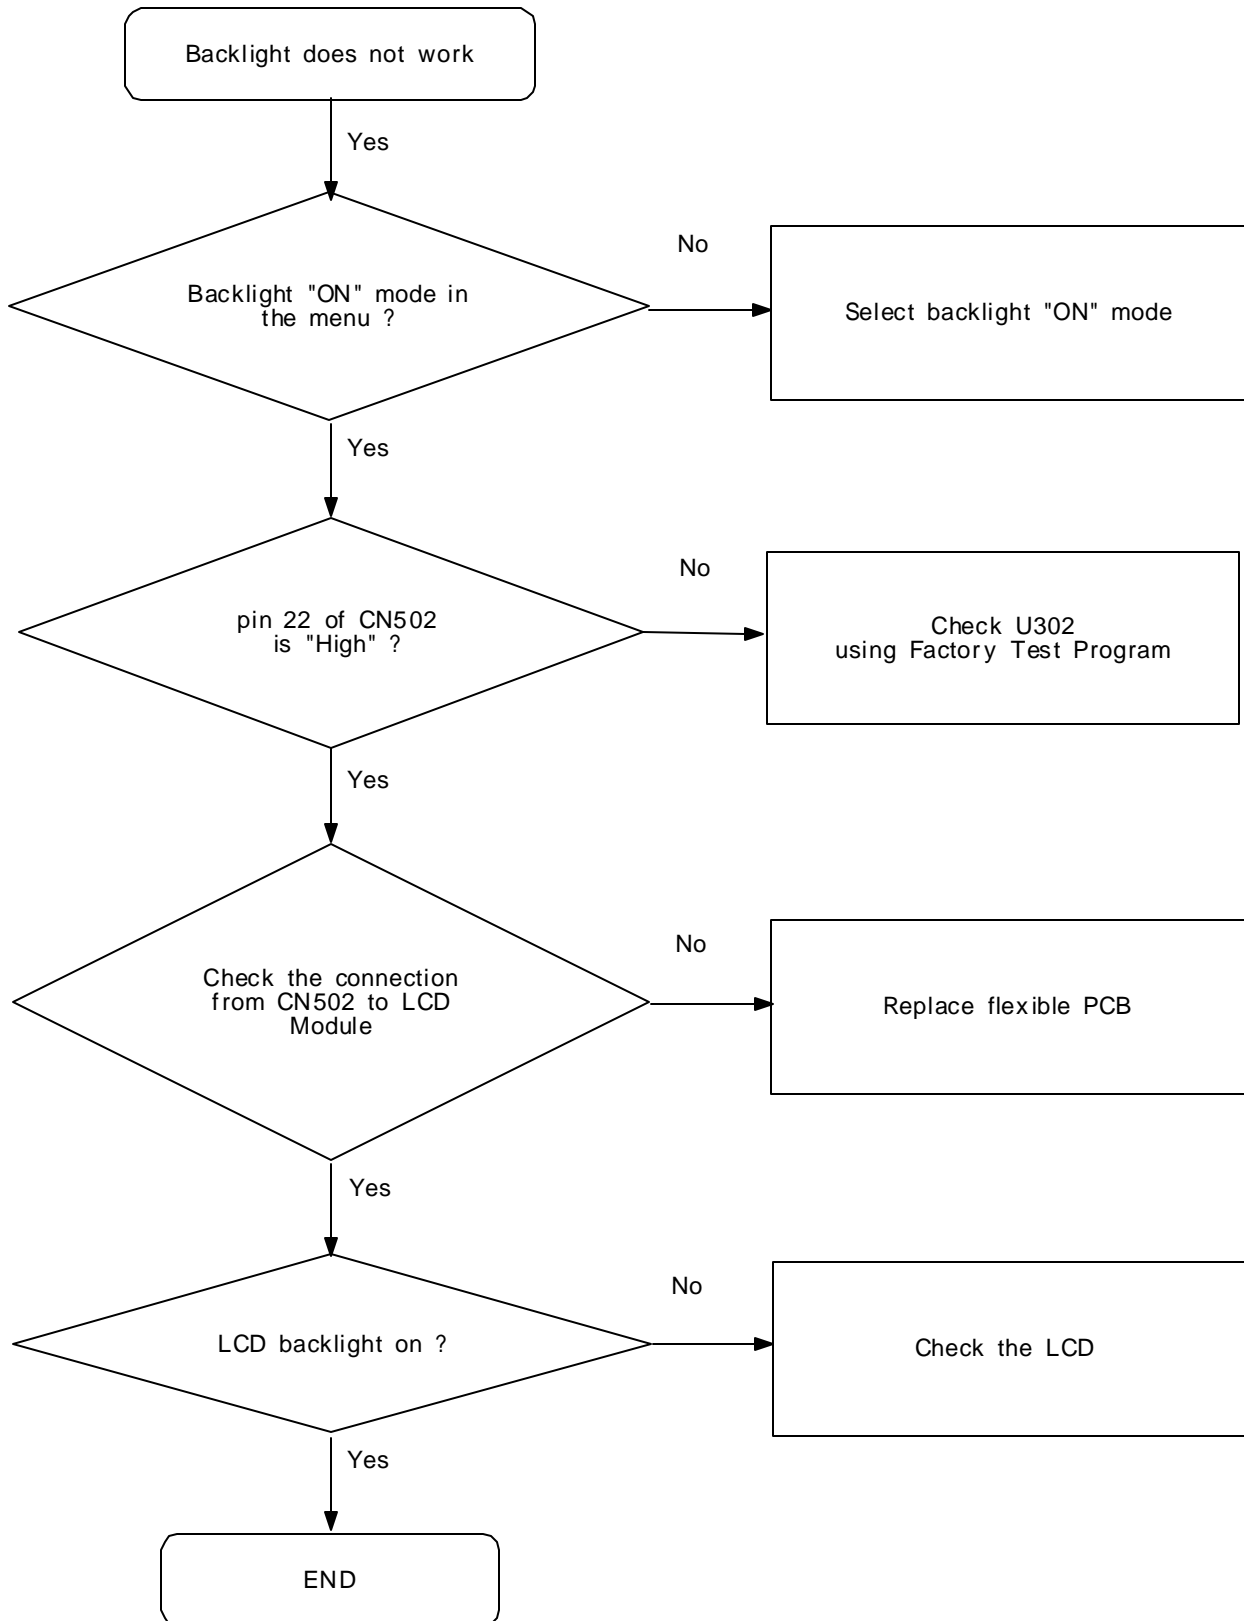 Backlight does not work
Yes
Backlight "ON" mode in
the menu ?
No
Select backlight "ON" mode
Yes
pin 22 of CN502
is "High" ?
No
Check U302
using Factory Test Program
Yes
Check the connection
from CN502 to LCD
Module
No
Replace flexible PCB
Yes
LCD backlight on ?
No
Check the LCD
Yes
END